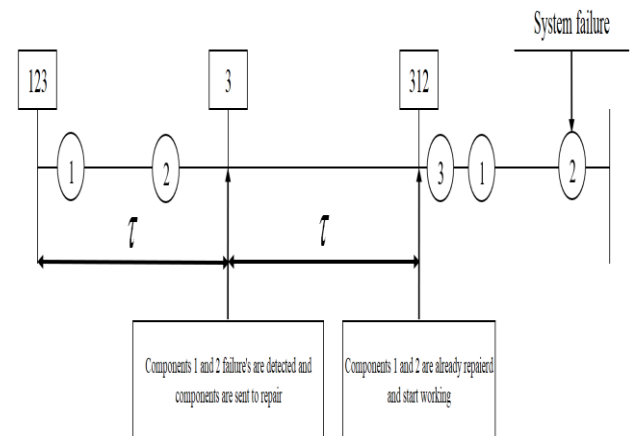 System failure
123
3
312
1
2
3
1
2
τ
τ
Components 1 and 2 failure's are detected and
components are sent to repair
Components 1 and 2 are already repaierd
and start working